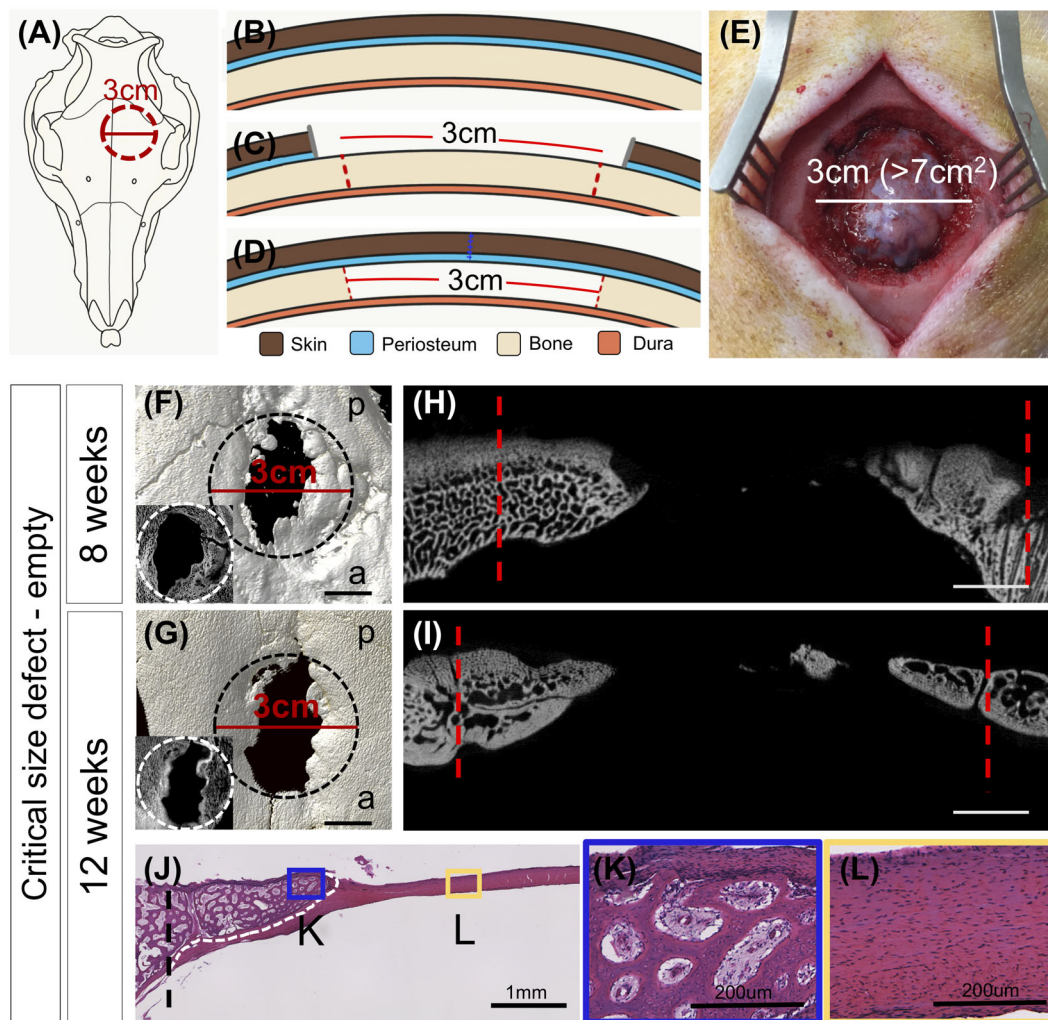 (A)
3cm
(B)
(C)
3cm
(D)
3cm
Skin Periosteum Bone Dura
(E)
3cm (>7cm²)
Critical size defect - empty
8 weeks
(F)
p
3cm
a
(H)
12 weeks
(G)
p
3cm
a
(I)
(J)
K
L
1mm
(K)
200um
(L)
200um